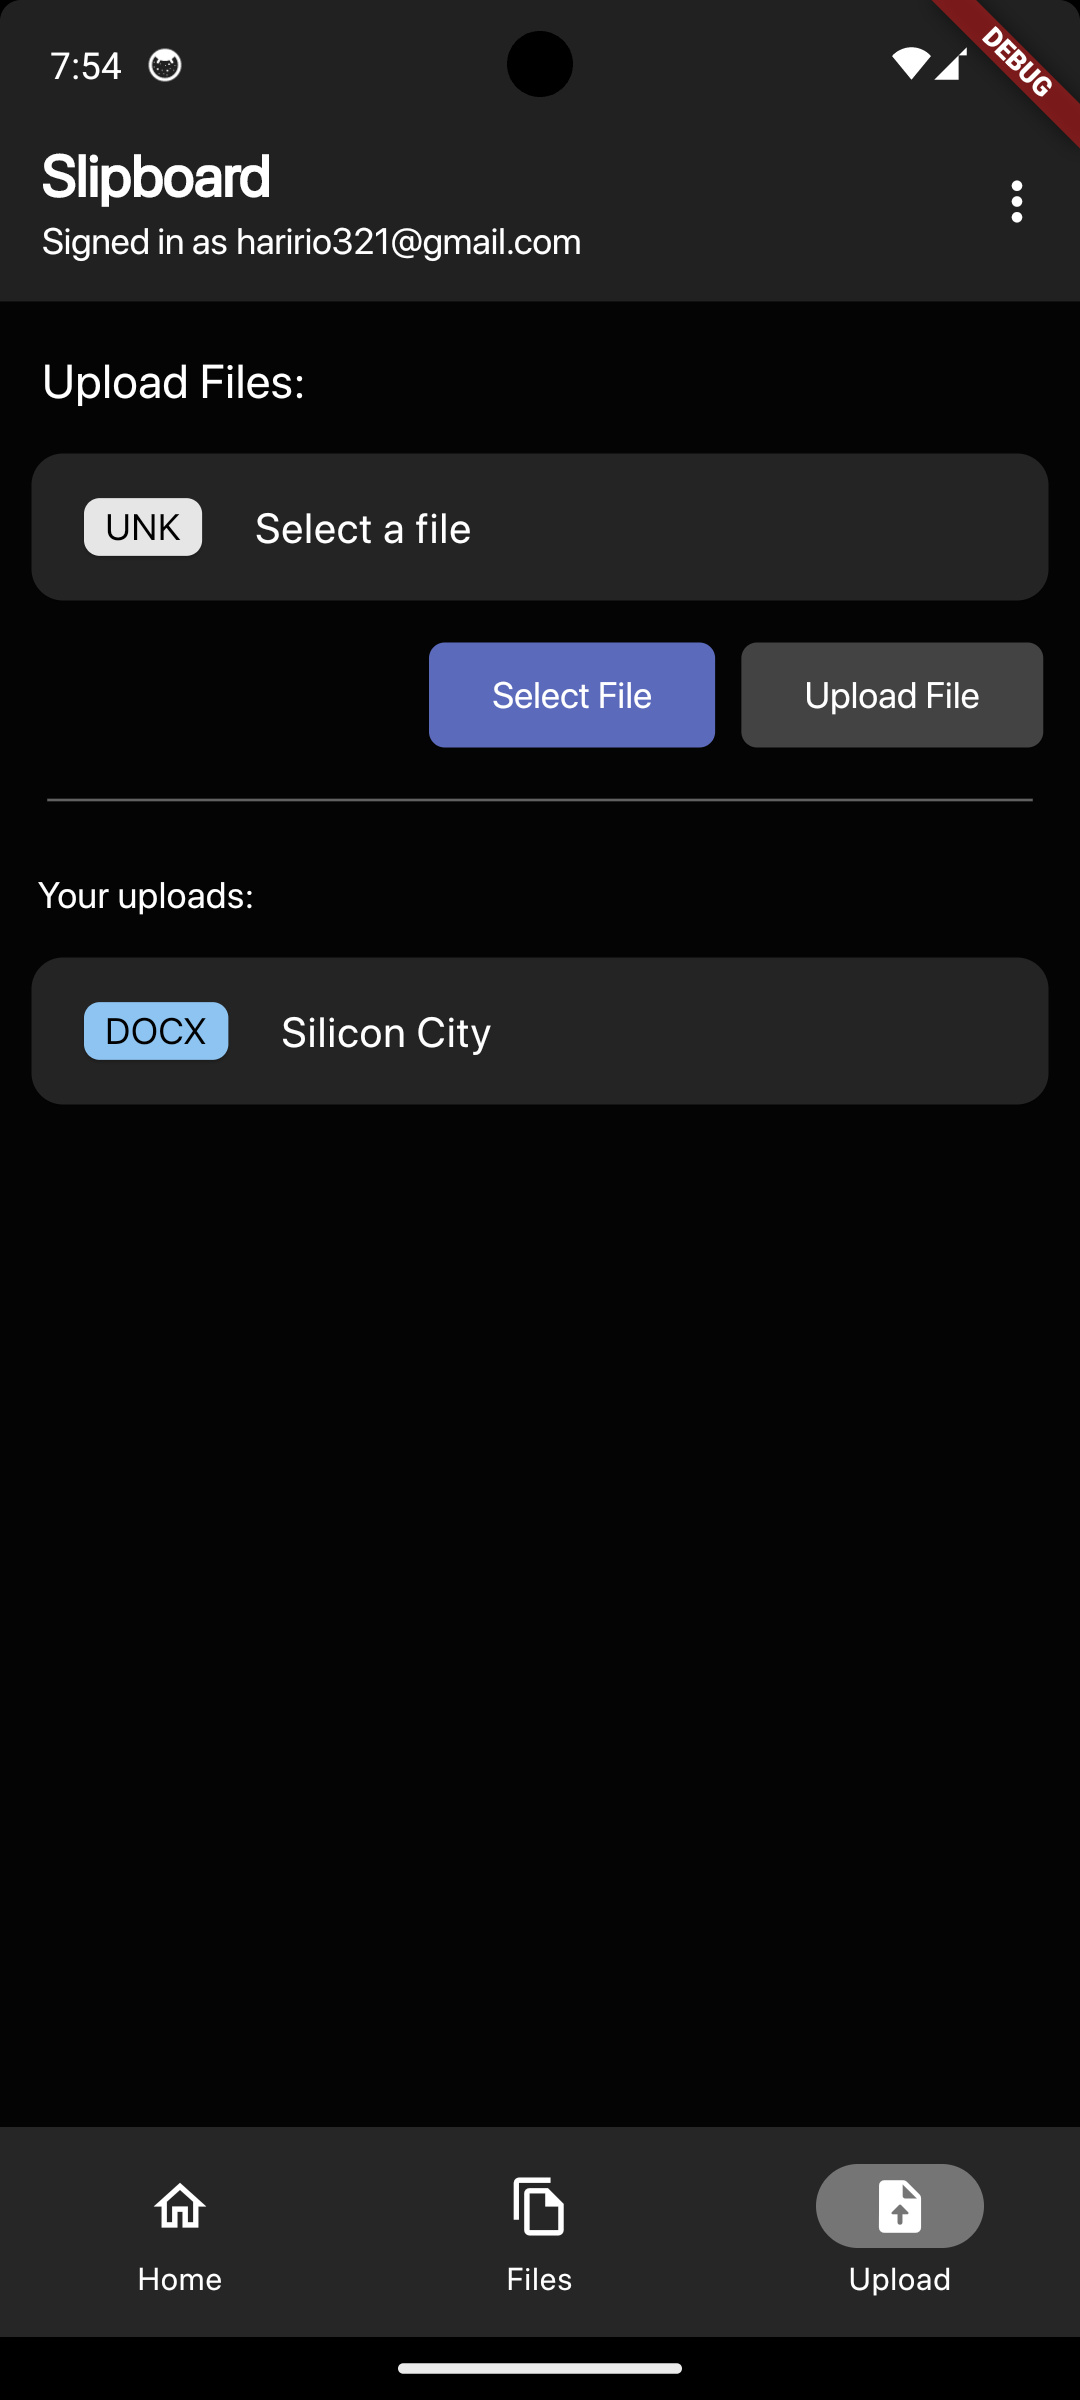 7:54
DEBUG
Slipboard
Signed in as haririo321@gmail.com
Upload Files:
UNK Select a file
Select File Upload File
Your uploads:
DOCX Silicon City
Home Files Upload